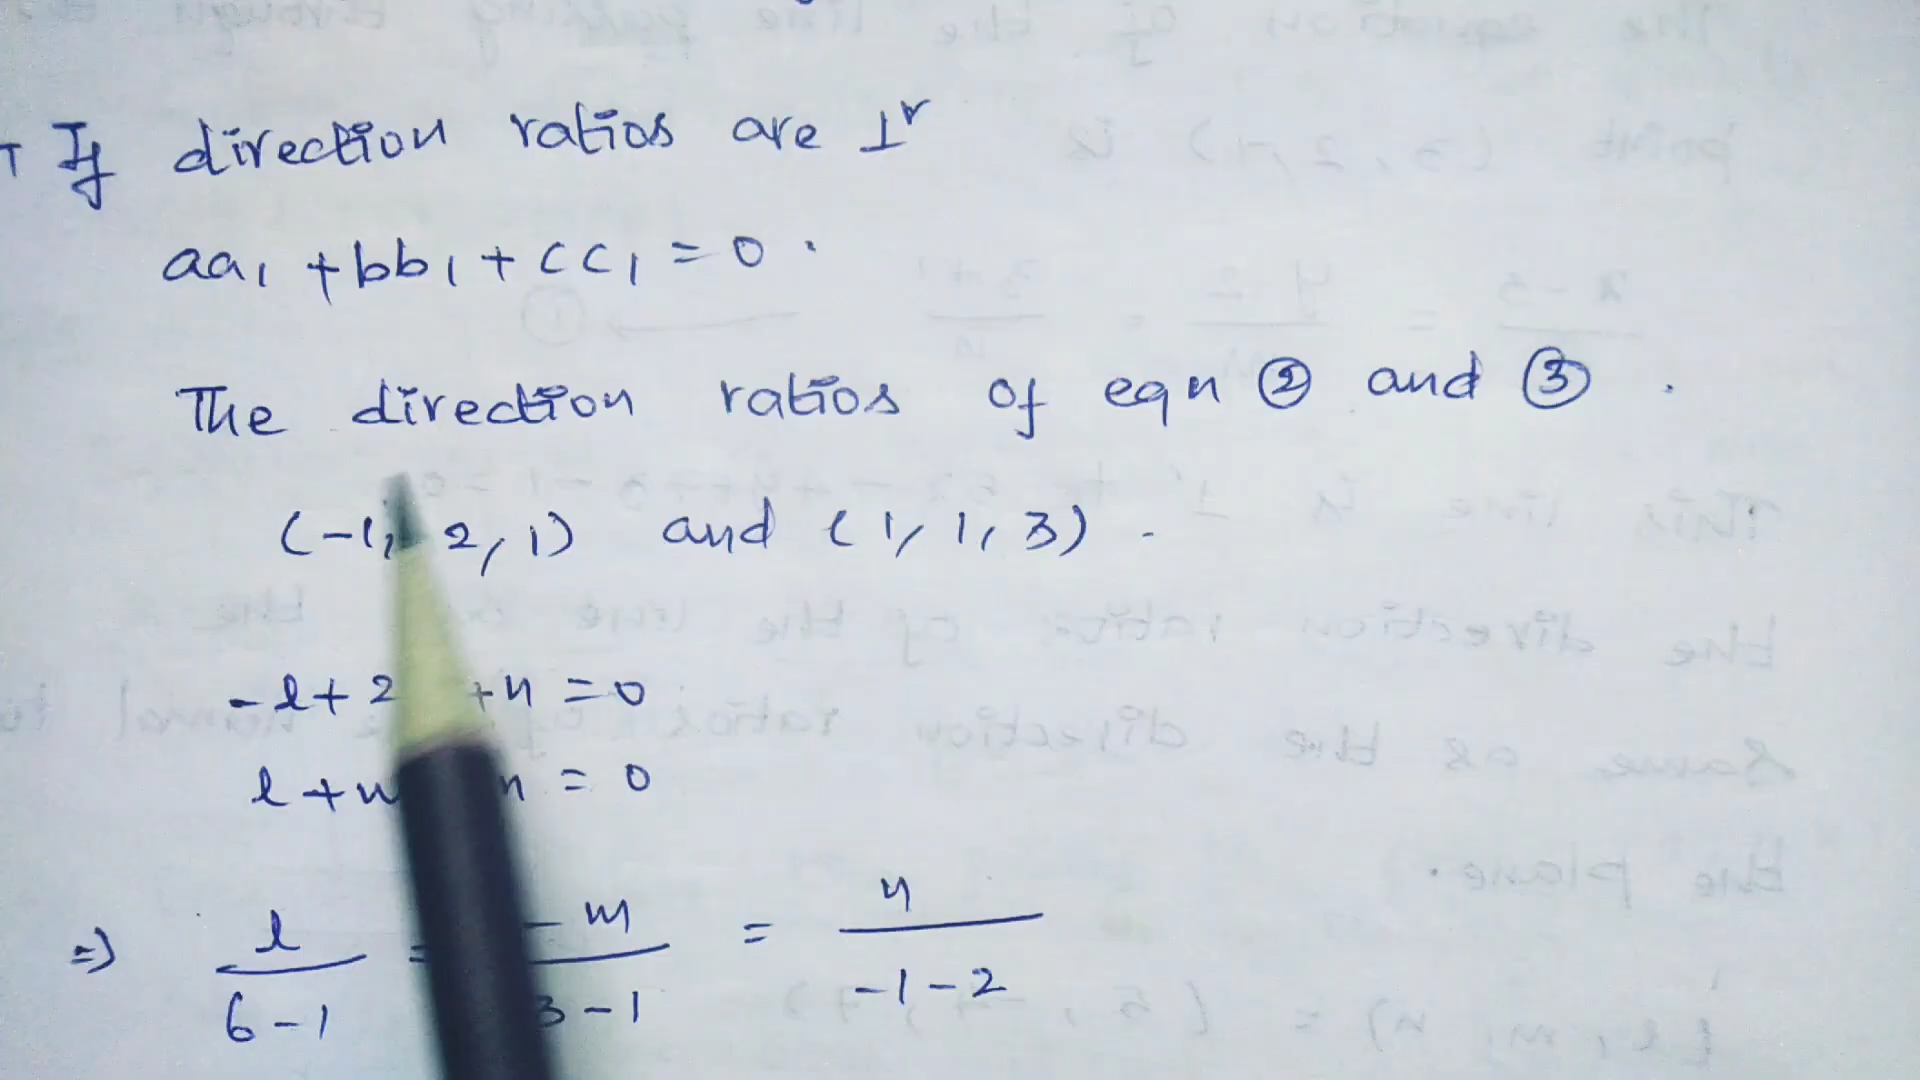 If direction ratios are ⊥r
aa1 + bb1 + cc1 = 0.
The direction ratios of eqn ② and ③.
(-1, 2, 1) and (1, 1, 3).
-l + 2 + n = 0
l + n = 0
⇒ l/6-1 = -m/3-1 = n/-1-2